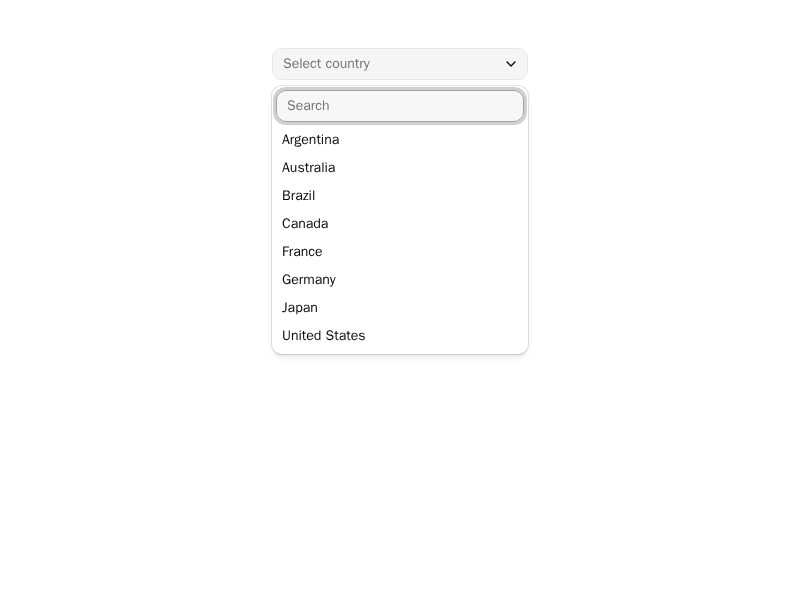 Select country
Search
Argentina
Australia
Brazil
Canada
France
Germany
Japan
United States